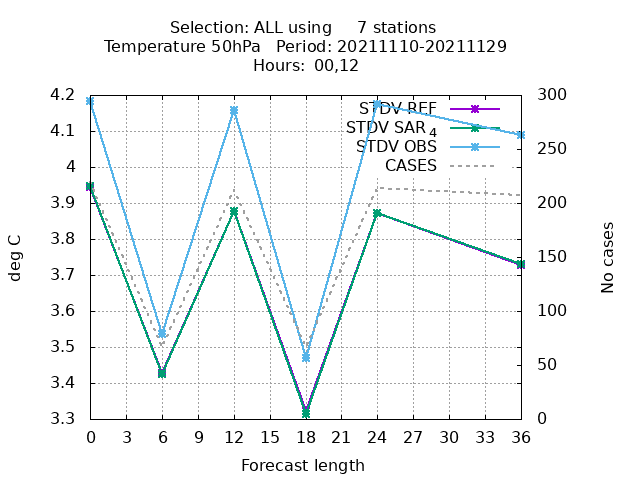 Selection: ALL using     7 stations
Temperature 50hPa   Period: 20211110-20211129
Hours:  00,12
4.2
4.1
4
3.9
3.8
3.7
3.6
3.5
3.4
3.3
deg C
STDV REF
STDV SAR 4
STDV OBS
CASES
300
250
200
150
100
50
0
No cases
0 3 6 9 12 15 18 21 24 27 30 33 36
Forecast length